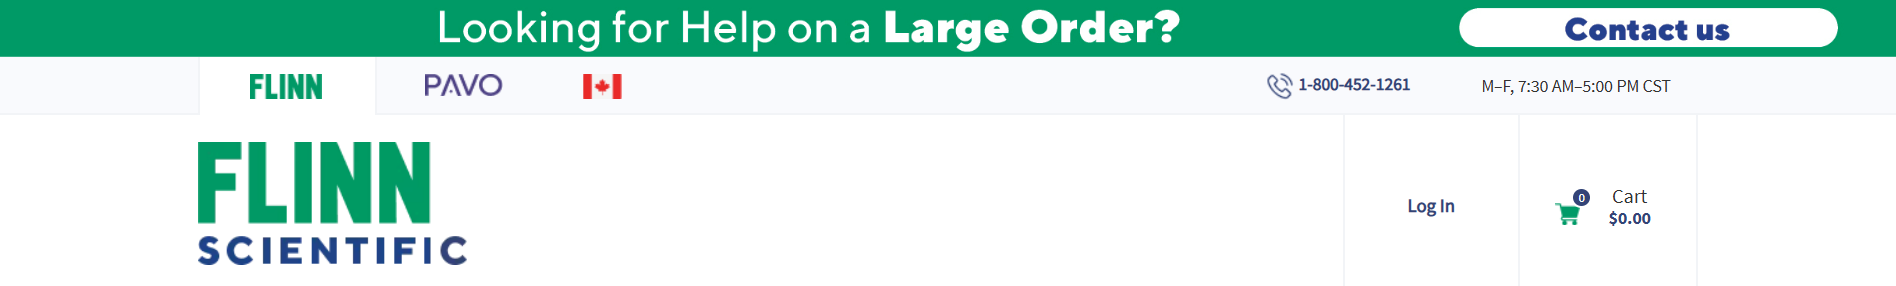 Looking for Help on a Large Order?
Contact us
FLINN
PAVO
1-800-452-1261
M–F, 7:30 AM–5:00 PM CST
FLINN
SCIENTIFIC
Log In
0
Cart
$0.00